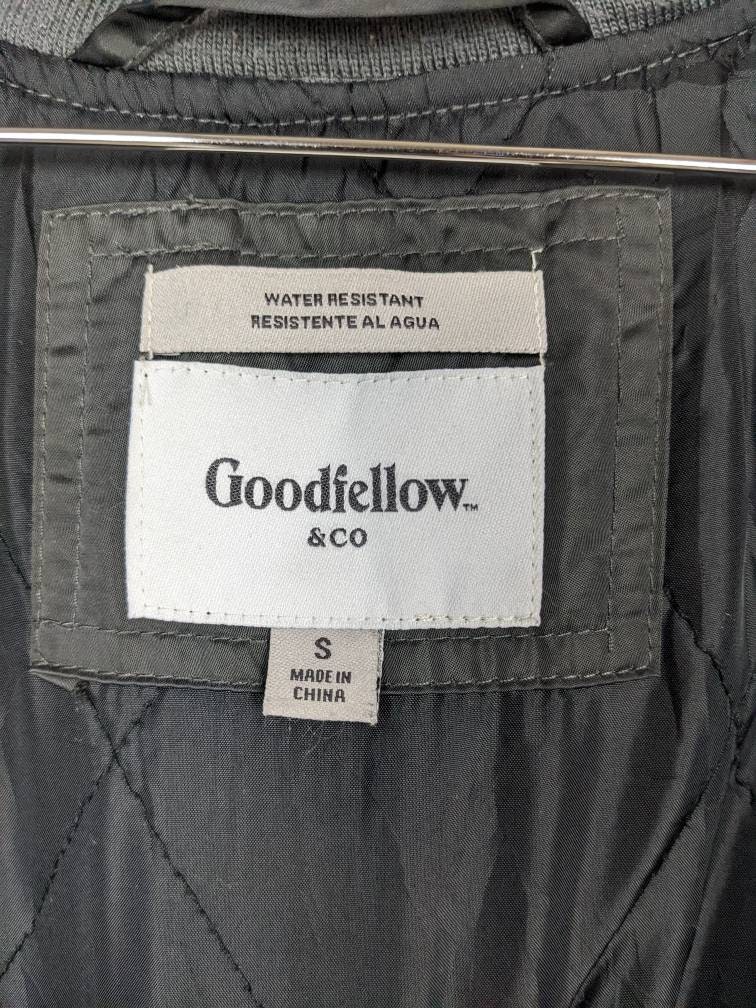 WATER RESISTANT
RESISTENTE AL AGUA
Goodfellow™
&CO
S
MADE IN
CHINA